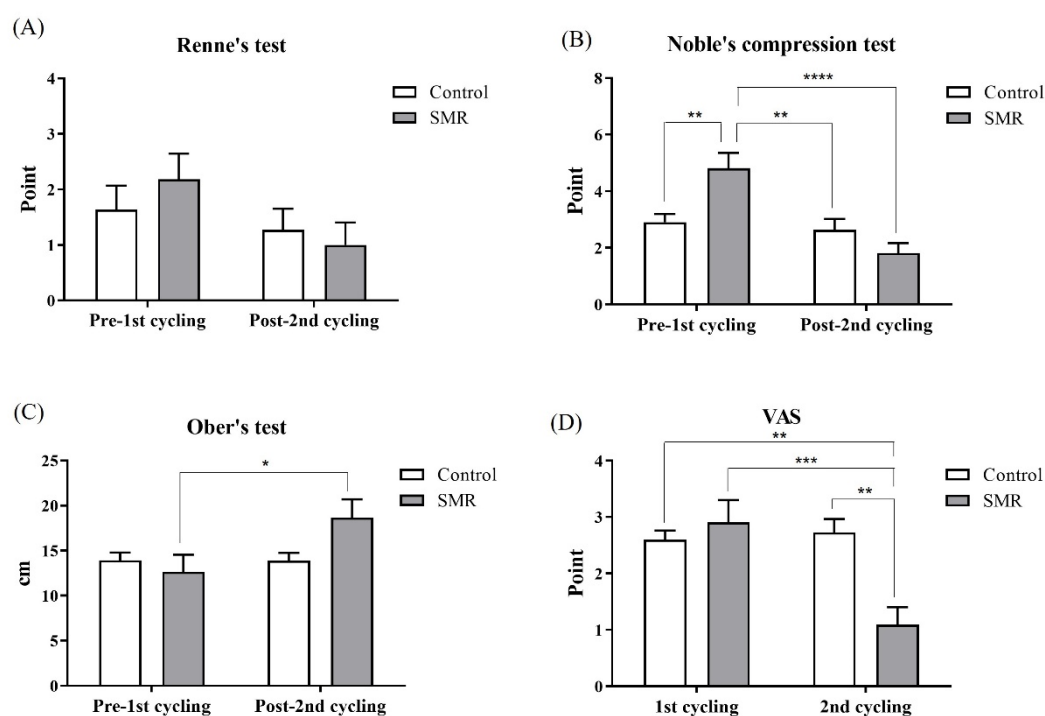 (A)
Renne's test
4
3
2
1
0
Point
Control
SMR
Pre-1st cycling
Post-2nd cycling
(B)
Noble's compression test
8
6
4
2
0
Point
**
**
****
Control
SMR
Pre-1st cycling
Post-2nd cycling
(C)
Ober's test
25
20
15
10
5
0
cm
*
Control
SMR
Pre-1st cycling
Post-2nd cycling
(D)
VAS
4
3
2
1
0
Point
**
***
**
Control
SMR
1st cycling
2nd cycling